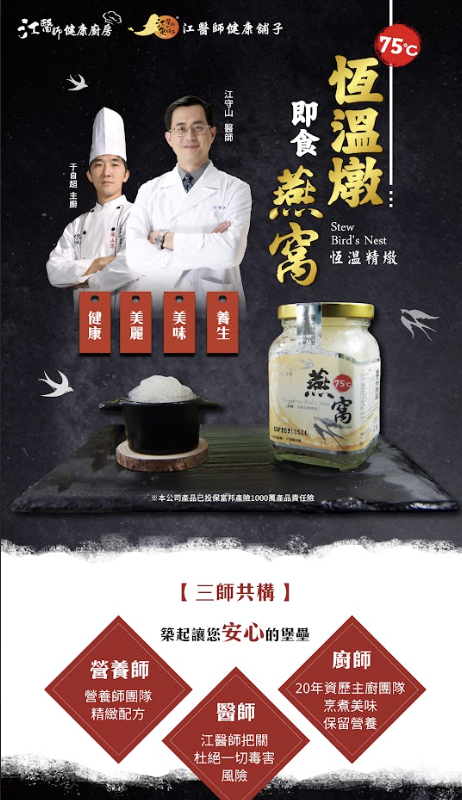 江醫師健康廚房
江醫師健康鋪子
75℃
恆溫燉
即食
燕窩
Stew
Bird's Nest
恆溫精燉
江守山 醫師
于自超 主廚
健康
美麗
美味
養生
燕窩
75℃
EXP 2021.05.24
※本公司產品已投保富邦產險1000萬產品責任險
【三師共構】
築起讓您安心的堡壘
營養師
營養師團隊
精緻配方
醫師
江醫師把關
杜絕一切毒害
風險
廚師
20年資歷主廚團隊
烹煮美味
保留營養